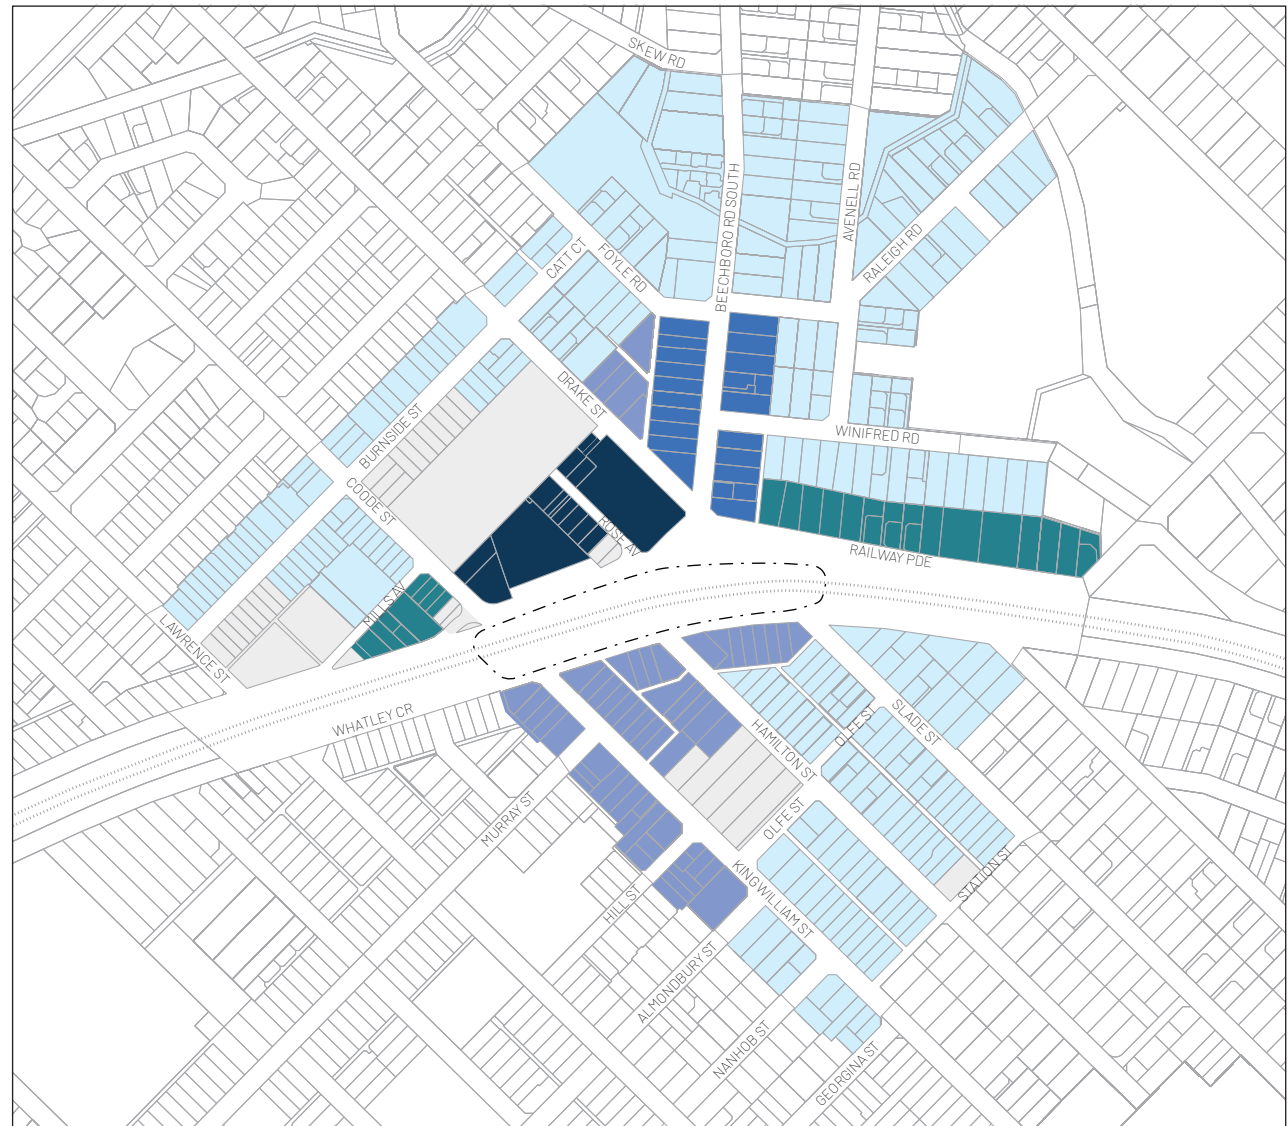 SKEW RD
BEECHBORO RD SOUTH
AVENELL RD
RALEIGH RD
CATT CT
FOYLE RD
DRAKE ST
BURNSIDE ST
WINIFRED RD
COODE ST
ROSE AV
RAILWAY PDE
MILLS AV
LAWRENCE ST
WHATLEY CR
SLADE ST
OLFE ST
HAMILTON ST
MURRAY ST
OLFE ST
STATION ST
KING WILLIAM ST
HILL ST
ALMONDBURY ST
NANHOB ST
GEORGINA ST